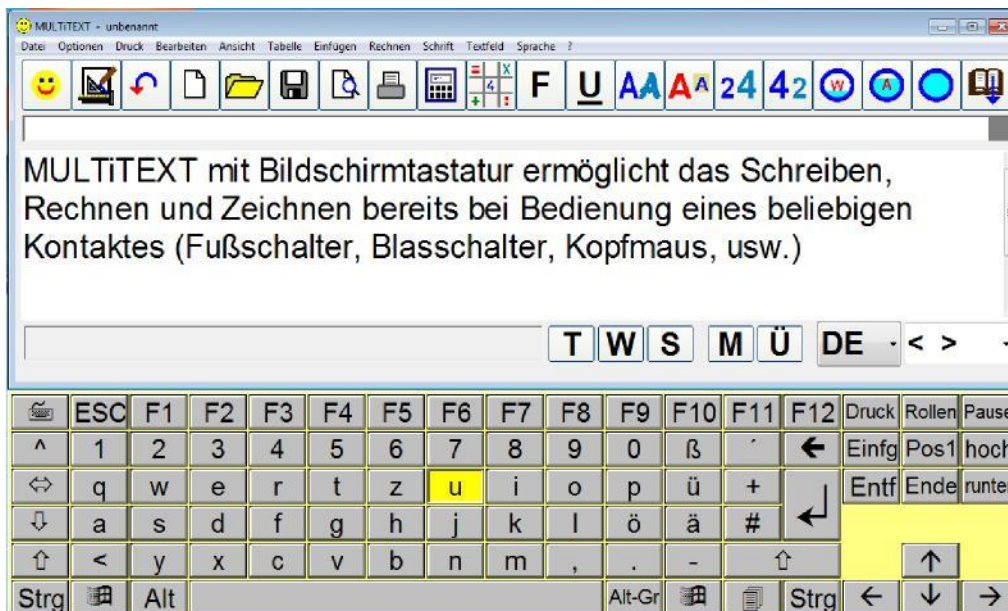 MULTiTEXT - unbenannt
Datei Optionen Druck Bearbeiten Ansicht Tabelle Einfügen Rechnen Schrift Textfeld Sprache ?
= X 4 + : F U AA AA 24 42 W A
MULTiTEXT mit Bildschirmtastatur ermöglicht das Schreiben,
Rechnen und Zeichnen bereits bei Bedienung eines beliebigen
Kontaktes (Fußschalter, Blasschalter, Kopfmaus, usw.)
T W S M Ü DE < >
ESC F1 F2 F3 F4 F5 F6 F7 F8 F9 F10 F11 F12 Druck Rollen Pause
^ 1 2 3 4 5 6 7 8 9 0 ß ´ ← Einfg Pos1 hoch
⇔ q w e r t z u i o p ü + ↵ Entf Ende runter
⇩ a s d f g h j k l ö ä #
⇧ < y x c v b n m , . - ⇧ ↑
Strg Alt Alt-Gr Strg ← ↓ →